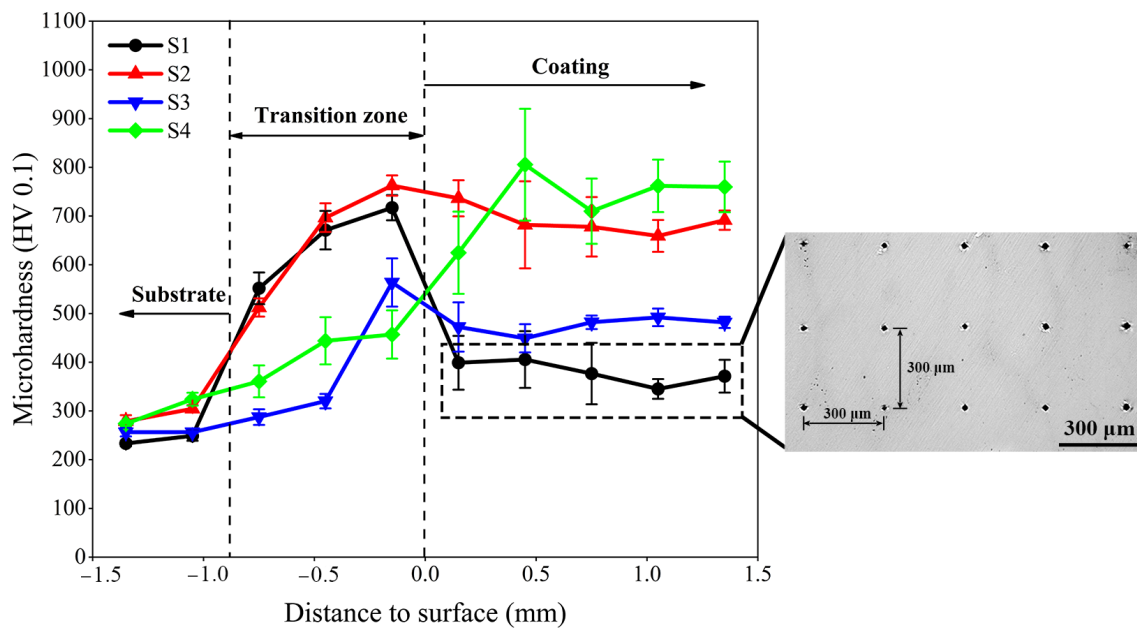 1100
1000
900
800
700
600
500
400
300
200
100
0
Microhardness (HV 0.1)
S1
S2
S3
S4
Coating
Transition zone
Substrate
−1.5
−1.0
−0.5
0.0
0.5
1.0
1.5
Distance to surface (mm)
300 μm
300 μm
300 μm